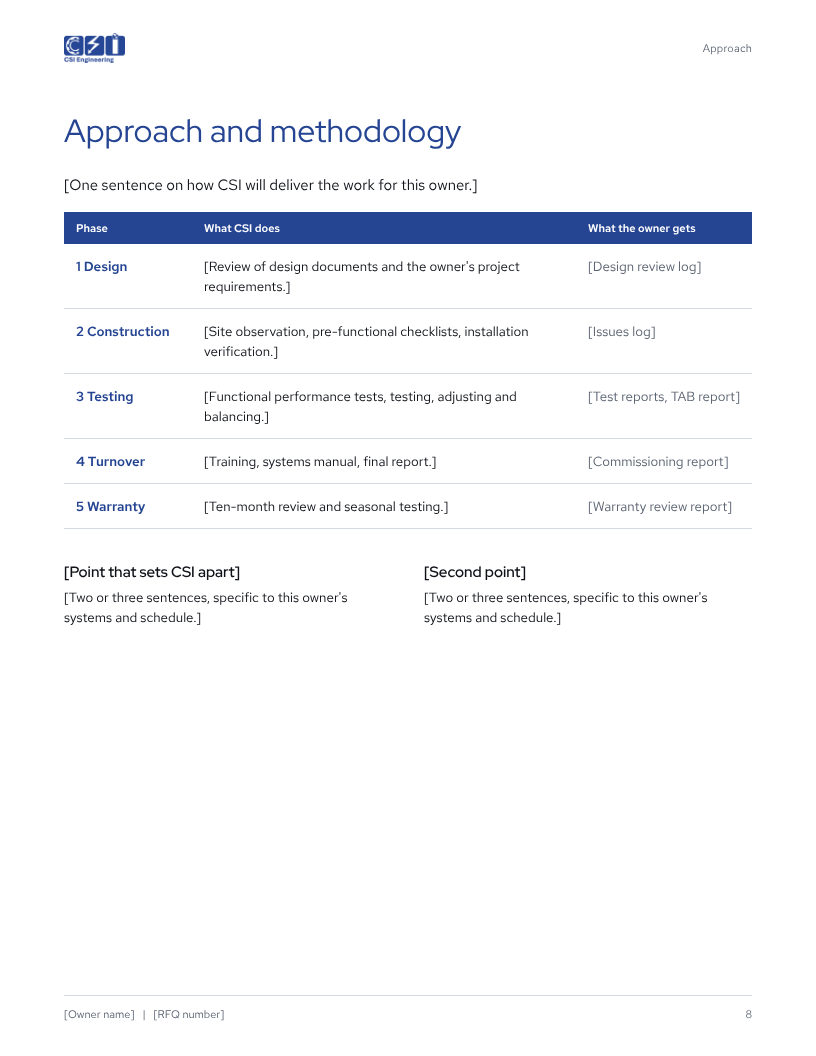 CSI
CSI Engineering
Approach
Approach and methodology
[One sentence on how CSI will deliver the work for this owner.]
Phase What CSI does What the owner gets
1 Design [Review of design documents and the owner's project [Design review log]
requirements.]
2 Construction [Site observation, pre-functional checklists, installation [Issues log]
verification.]
3 Testing [Functional performance tests, testing, adjusting and [Test reports, TAB report]
balancing.]
4 Turnover [Training, systems manual, final report.] [Commissioning report]
5 Warranty [Ten-month review and seasonal testing.] [Warranty review report]
[Point that sets CSI apart]
[Two or three sentences, specific to this owner's
systems and schedule.]
[Second point]
[Two or three sentences, specific to this owner's
systems and schedule.]
[Owner name] | [RFQ number] 8